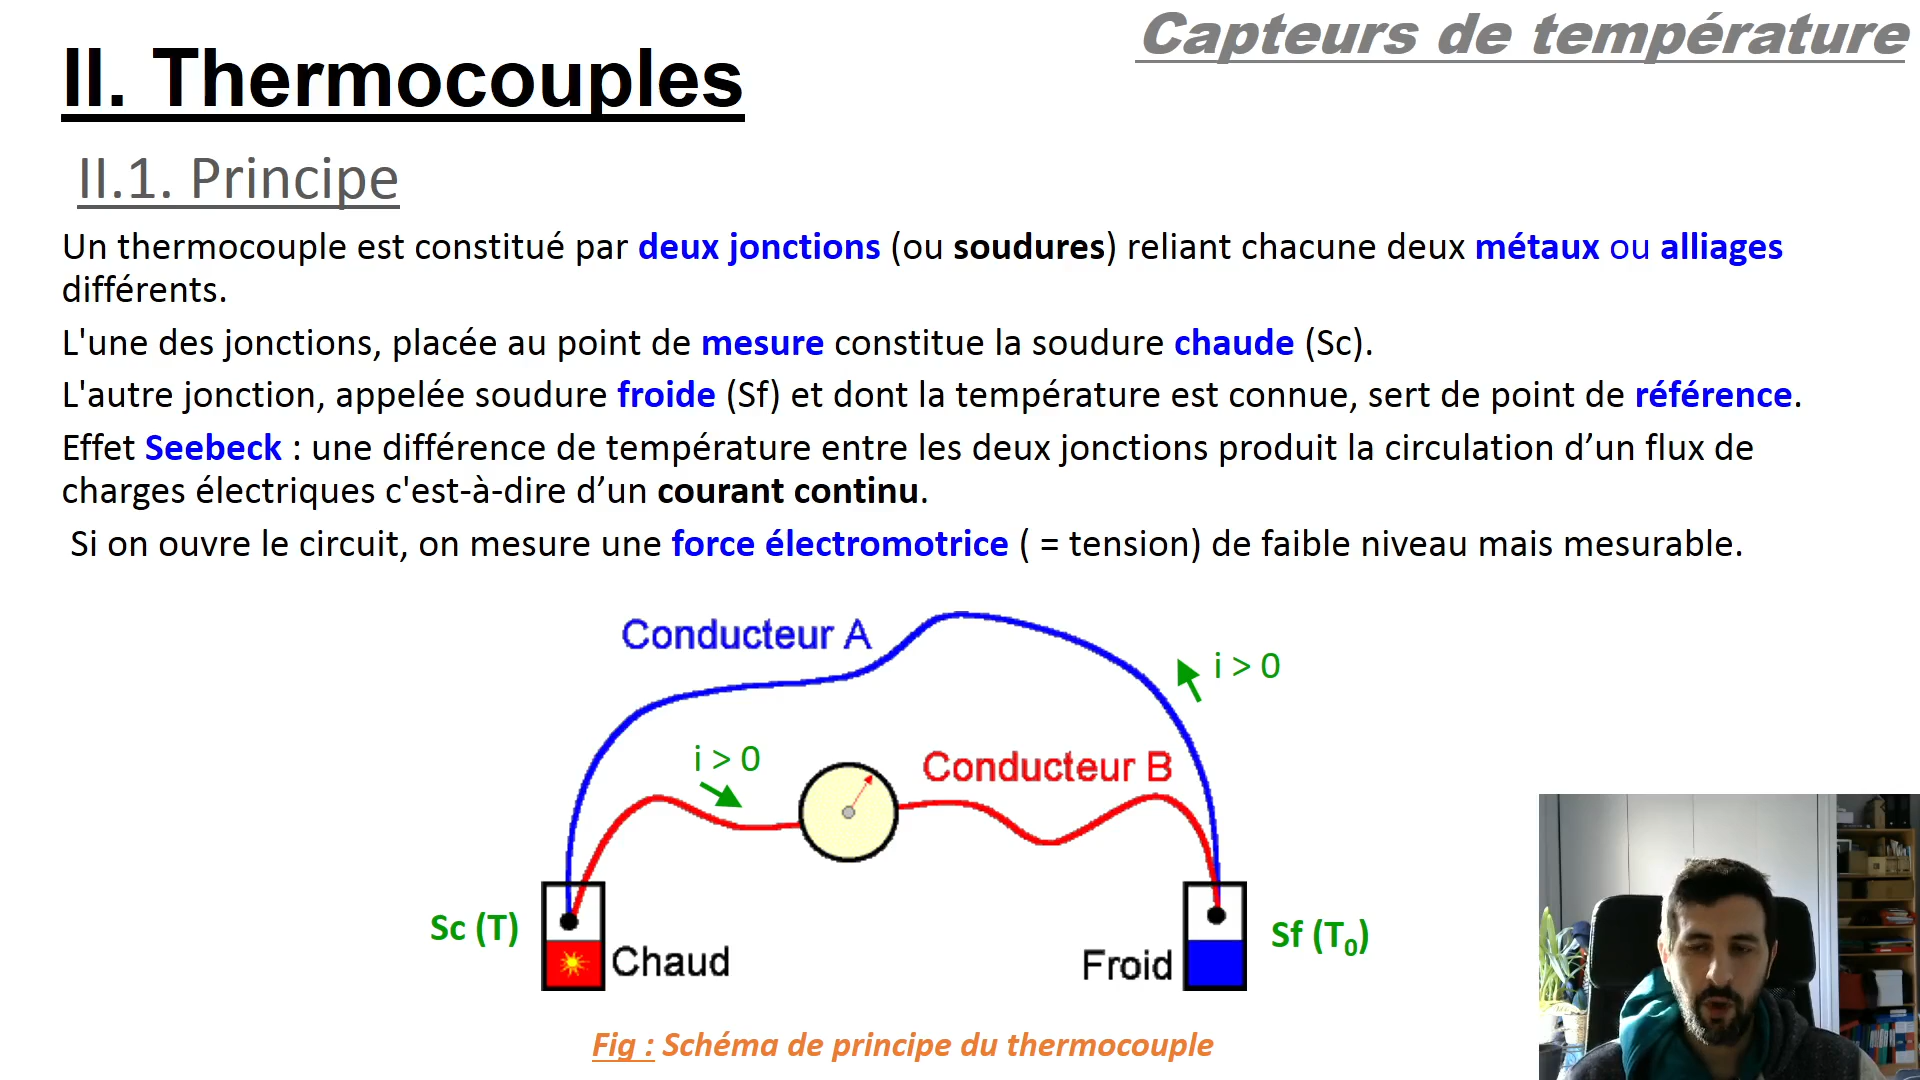 Capteurs de température
II. Thermocouples
II.1. Principe
Un thermocouple est constitué par deux jonctions (ou soudures) reliant chacune deux métaux ou alliages
différents.
L'une des jonctions, placée au point de mesure constitue la soudure chaude (Sc).
L'autre jonction, appelée soudure froide (Sf) et dont la température est connue, sert de point de référence.
Effet Seebeck : une différence de température entre les deux jonctions produit la circulation d’un flux de
charges électriques c'est-à-dire d’un courant continu.
Si on ouvre le circuit, on mesure une force électromotrice ( = tension) de faible niveau mais mesurable.
Conducteur A
i > 0
i > 0
Conducteur B
Sc (T)
Chaud
Froid
Sf (T₀)
Fig : Schéma de principe du thermocouple